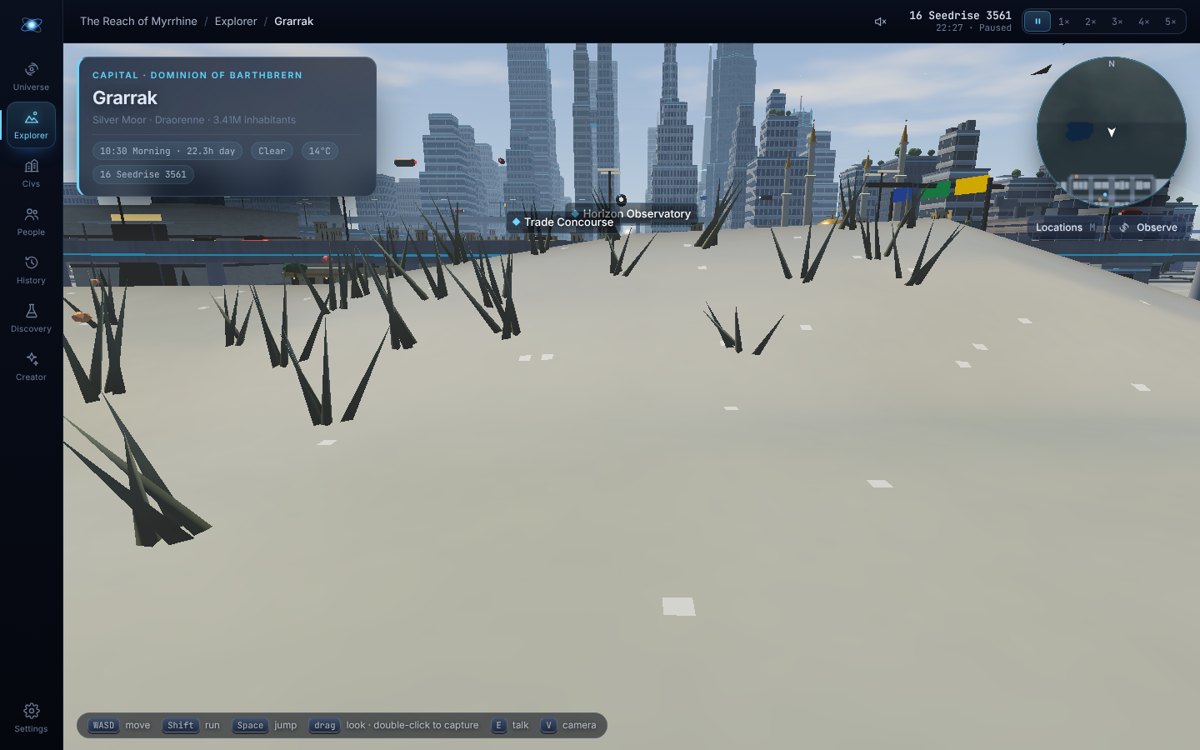 The Reach of Myrrhine / Explorer / Grarrak
16 Seedrise 3561
22:27 · Paused
1× 2× 3× 4× 5×
Universe
Explorer
Civs
People
History
Discovery
Creator
Settings
CAPITAL · DOMINION OF BARTHBRERN
Grarrak
Silver Moor · Draorenne · 3.41M inhabitants
10:30 Morning · 22.3h day
Clear
14°C
16 Seedrise 3561
Horizon Observatory
Trade Concourse
N
Locations M
Observe
WASD move Shift run Space jump drag look · double-click to capture E talk V camera